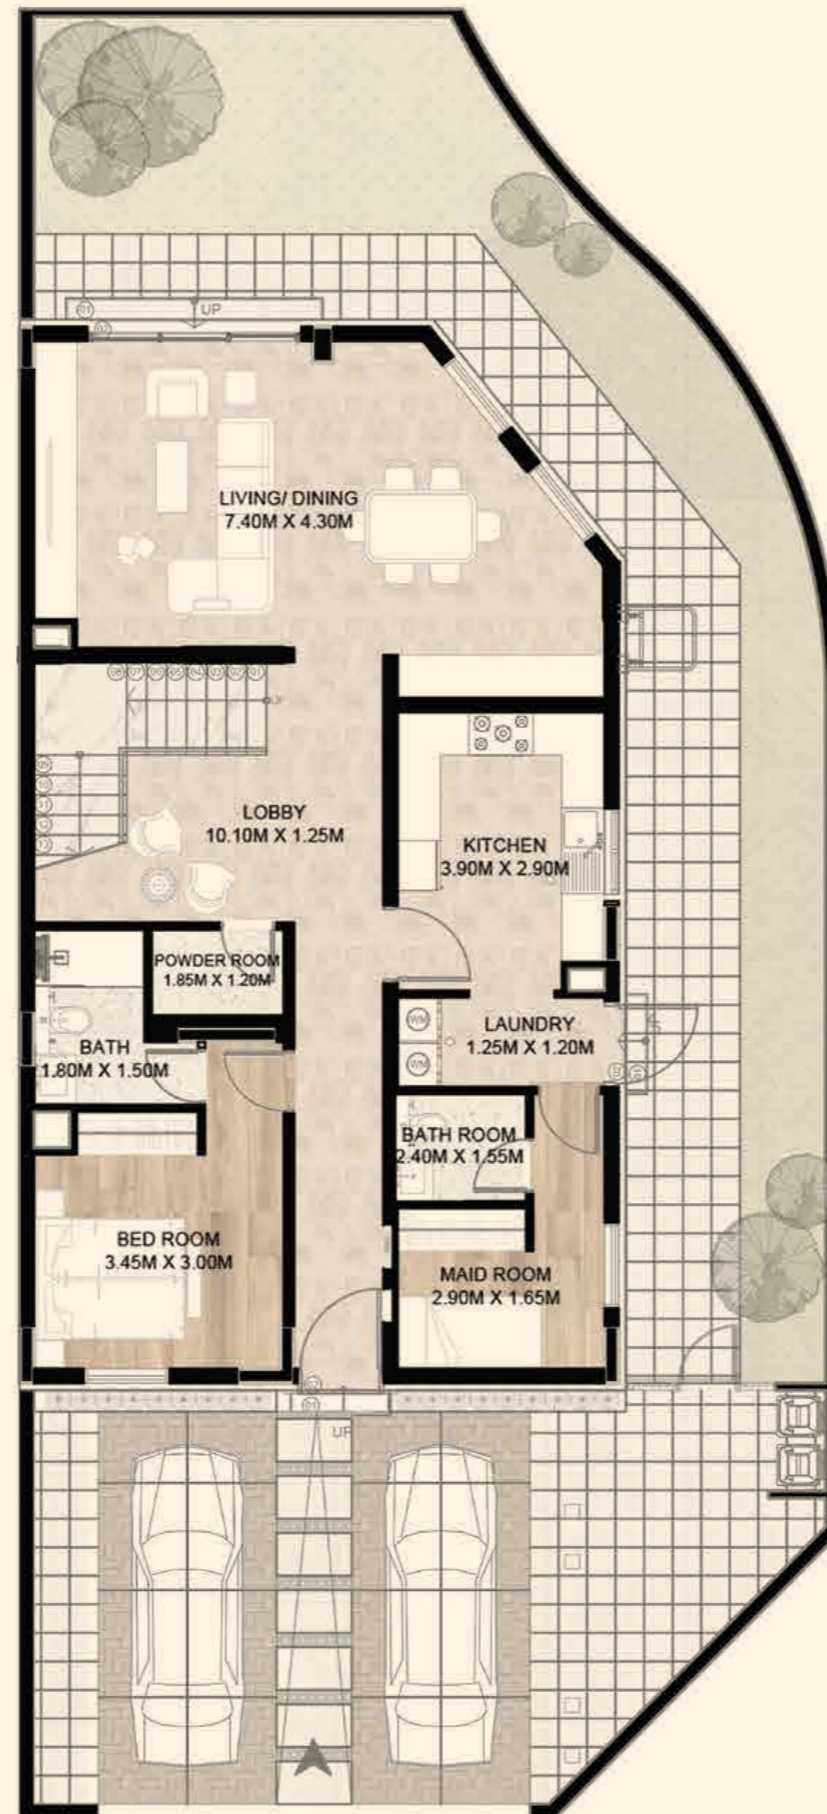 UP
LIVING/ DINING
7.40M X 4.30M
LOBBY
10.10M X 1.25M
KITCHEN
3.90M X 2.90M
POWDER ROOM
1.85M X 1.20M
LAUNDRY
1.25M X 1.20M
WM
WM
BATH
1.80M X 1.50M
BATH ROOM
2.40M X 1.55M
BED ROOM
3.45M X 3.00M
MAID ROOM
2.90M X 1.65M
UP